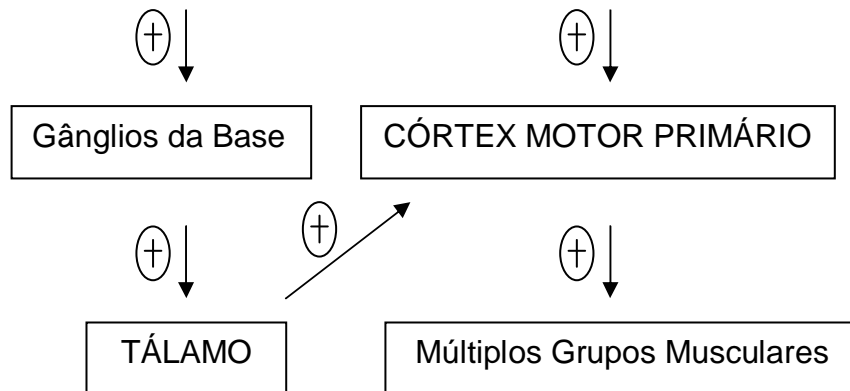 + +
Gânglios da Base CÓRTEX MOTOR PRIMÁRIO
+ + +
TÁLAMO Múltiplos Grupos Musculares